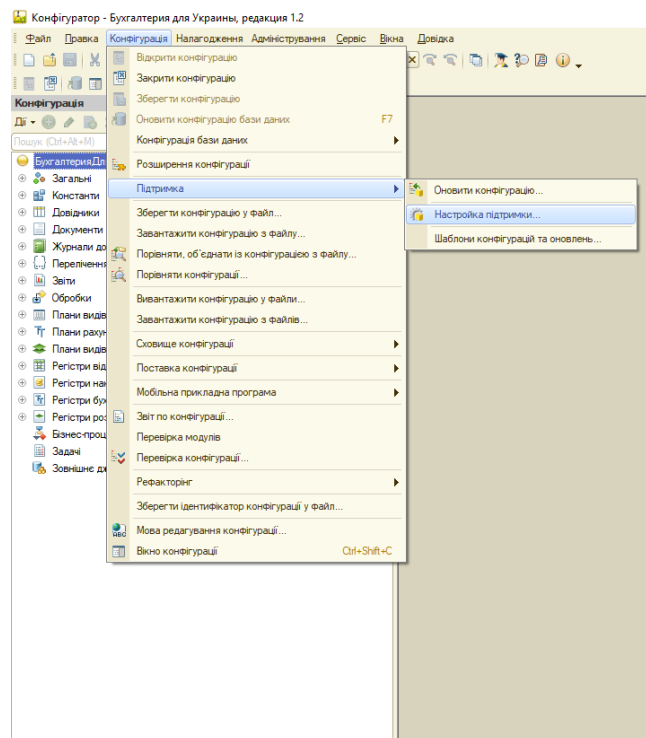 Конфігуратор - Бухгалтерия для Украины, редакция 1.2
Файл Правка Конфігурація Налагодження Адміністрування Сервіс Вікна Довідка
Конфігурація
Дії
Пошук (Ctrl+Alt+M)
БухгалтерияДл
Загальні
Константи
Довідники
Документи
Журнали до
Перелічення
Звіти
Обробки
Плани видів
Плани рахун
Плани видів
Регістри від
Регістри нак
Регістри бух
Регістри роз
Бізнес-проц
Задачі
Зовнішнє дж
Відкрити конфігурацію
Закрити конфігурацію
Зберегти конфігурацію
Оновити конфігурацію бази даних F7
Конфігурація бази даних
Розширення конфігурації
Підтримка
Зберегти конфігурацію у файл...
Завантажити конфігурацію з файлу...
Порівняти, об'єднати із конфігурацією з файлу...
Порівняти конфігурації...
Вивантажити конфігурацію у файли...
Завантажити конфігурацію з файлів...
Сховище конфігурації
Поставка конфігурації
Мобільна прикладна програма
Звіт по конфігурації...
Перевірка модулів
Перевірка конфігурації...
Рефакторінг
Зберегти ідентифікатор конфігурації у файл...
Мова редагування конфігурації...
Вікно конфігурації Ctrl+Shift+C
Оновити конфігурацію...
Настройка підтримки...
Шаблони конфігурацій та оновлень...